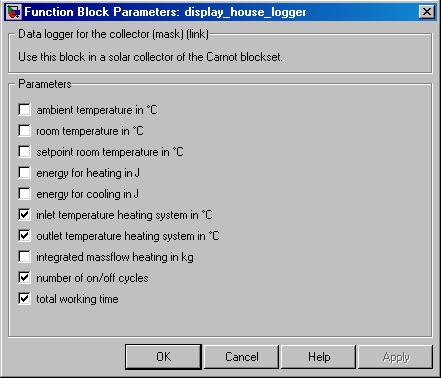 Function Block Parameters: display_house_logger
Data logger for the collector (mask) (link)
Use this block in a solar collector of the Carnot blockset.
Parameters
ambient temperature in °C
room temperature in °C
setpoint room temperature in °C
energy for heating in J
energy for cooling in J
inlet temperature heating system in °C
outlet temperature heating system in °C
integrated massflow heating in kg
number of on/off cycles
total working time
OK Cancel Help Apply